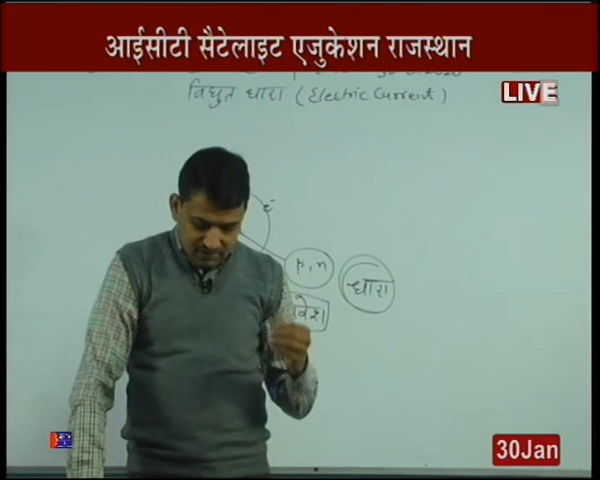 आईसीटी सैटेलाइट एजुकेशन राजस्थान
LIVE
विद्युत धारा (Electric Current)
e-
p, n
धारा
30Jan